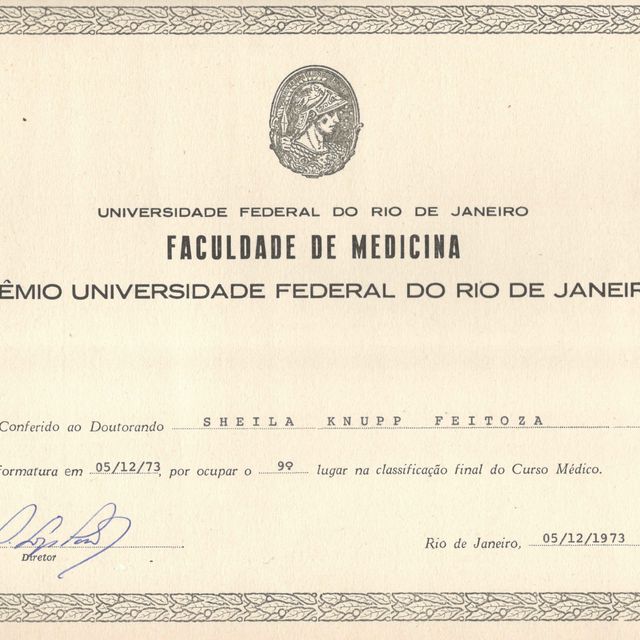 UNIVERSIDADE FEDERAL DO RIO DE JANEIRO
FACULDADE DE MEDICINA
ÊMIO UNIVERSIDADE FEDERAL DO RIO DE JANEIR
Conferido ao Doutorando SHEILA KNUPP FEITOZA
formatura em 05/12/73, por ocupar o 9º lugar na classificação final do Curso Médico.
Diretor
Rio de Janeiro, 05/12/1973